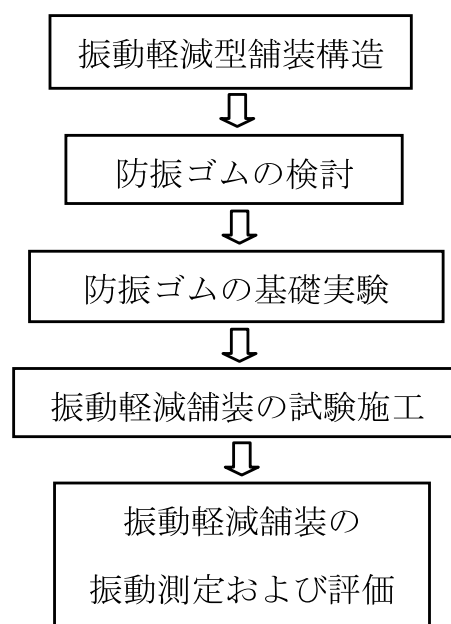 振動軽減型舗装構造
防振ゴムの検討
防振ゴムの基礎実験
振動軽減舗装の試験施工
振動軽減舗装の
振動測定および評価